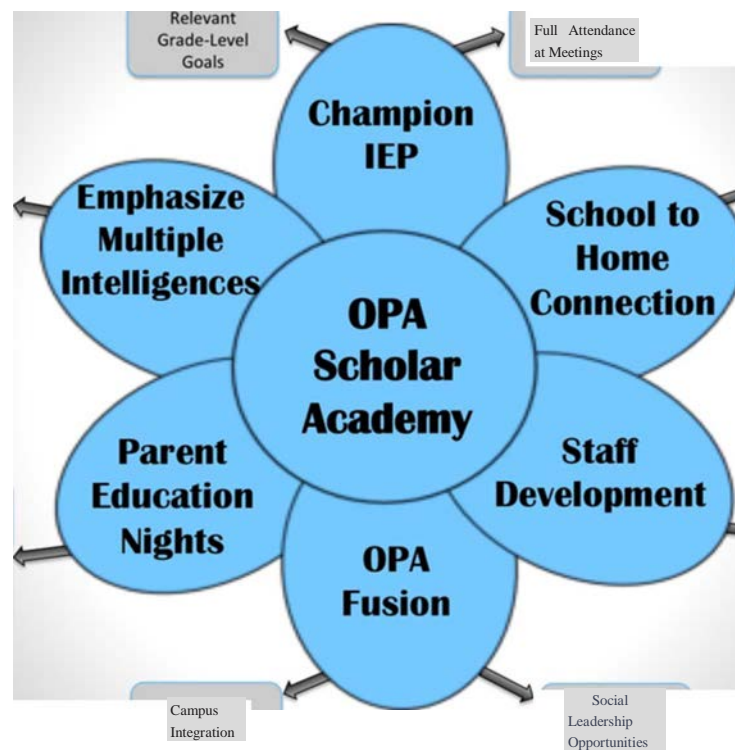 Relevant
Grade-Level
Goals
Full Attendance
at Meetings
Champion
IEP
Emphasize
Multiple
Intelligences
School to
Home
Connection
OPA
Scholar
Academy
Parent
Education
Nights
Staff
Development
OPA
Fusion
Campus
Integration
Social
Leadership
Opportunities